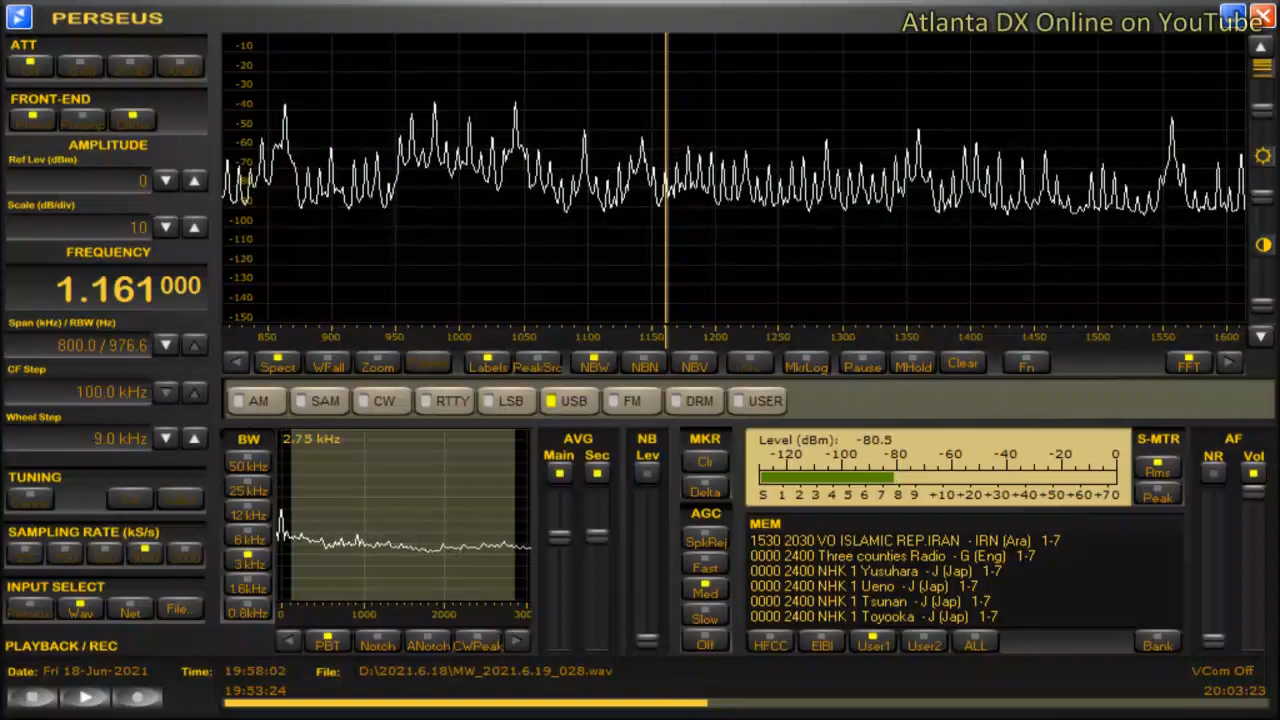 PERSEUS
Atlanta DX Online on YouTube
ATT
FRONT-END
AMPLITUDE
Ref Lev (dBm)
0
Scale (dB/div)
10
FREQUENCY
1.161 000
Span (kHz) / RBW (Hz)
800.0 / 976.6
CF Step
100.0 kHz
Wheel Step
9.0 kHz
TUNING
SAMPLING RATE (kS/s)
INPUT SELECT
Wav Net File..
PLAYBACK / REC
-10
-20
-30
-40
-50
-60
-70
-80
-90
-100
-110
-120
-130
-140
-150
850 900 950 1000 1050 1100 1200 1250 1300 1350 1400 1450 1500 1550 1600
Spect WFall Zoom Labels PeakSrc NBW NBN NBV MkrLog Pause MHold Clear Fn FFT
AM SAM CW RTTY LSB USB FM DRM USER
BW
50 kHz
25 kHz
12 kHz
6 kHz
3 kHz
1.6kHz
0.8kHz
2.75 kHz
0 1000 2000 300
PBT Notch ANotch CWPeak
AVG
Main Sec
NB
Lev
MKR
Clr
Delta
AGC
SpkRej
Fast
Med
Slow
Off
Level (dBm): -80.5
-120 -100 -80 -60 -40 -20 0
S 1 2 3 4 5 6 7 8 9 +10+20+30+40+50+60+70
S-MTR
Rms
Peak
AF
NR Vol
MEM
1530 2030 VO ISLAMIC REP.IRAN - IRN (Ara) 1-7
0000 2400 Three counties Radio - G (Eng) 1-7
0000 2400 NHK 1 Yusuhara - J (Jap) 1-7
0000 2400 NHK 1 Ueno - J (Jap) 1-7
0000 2400 NHK 1 Tsunan - J (Jap) 1-7
0000 2400 NHK 1 Toyooka - J (Jap) 1-7
HFCC EIBI User1 User2 ALL Bank
Date: Fri 18-Jun-2021 Time: 19:58:02 File: D:\2021.6.18\MW_2021.6.19_028.wav VCom Off
19:53:24 20:03:23